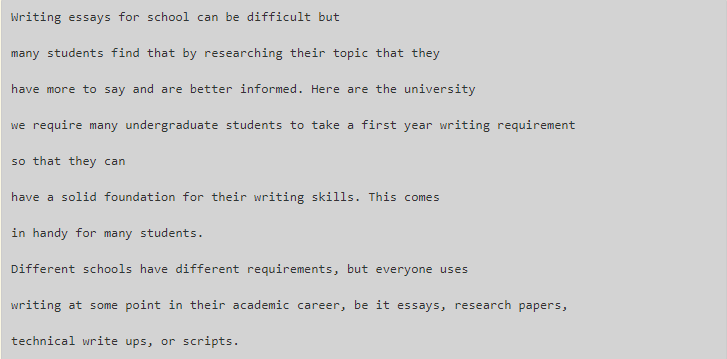 Writing essays for school can be difficult but
many students find that by researching their topic that they
have more to say and are better informed. Here are the university
we require many undergraduate students to take a first year writing requirement
so that they can
have a solid foundation for their writing skills. This comes
in handy for many students.
Different schools have different requirements, but everyone uses
writing at some point in their academic career, be it essays, research papers,
technical write ups, or scripts.